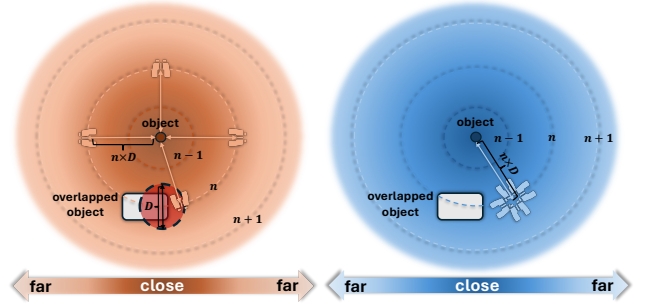 object
n × D
n − 1
n
overlapped
object
D
n + 1
far
close
far
object
n − 1
n
n + 1
n×D
overlapped
object
far
close
far